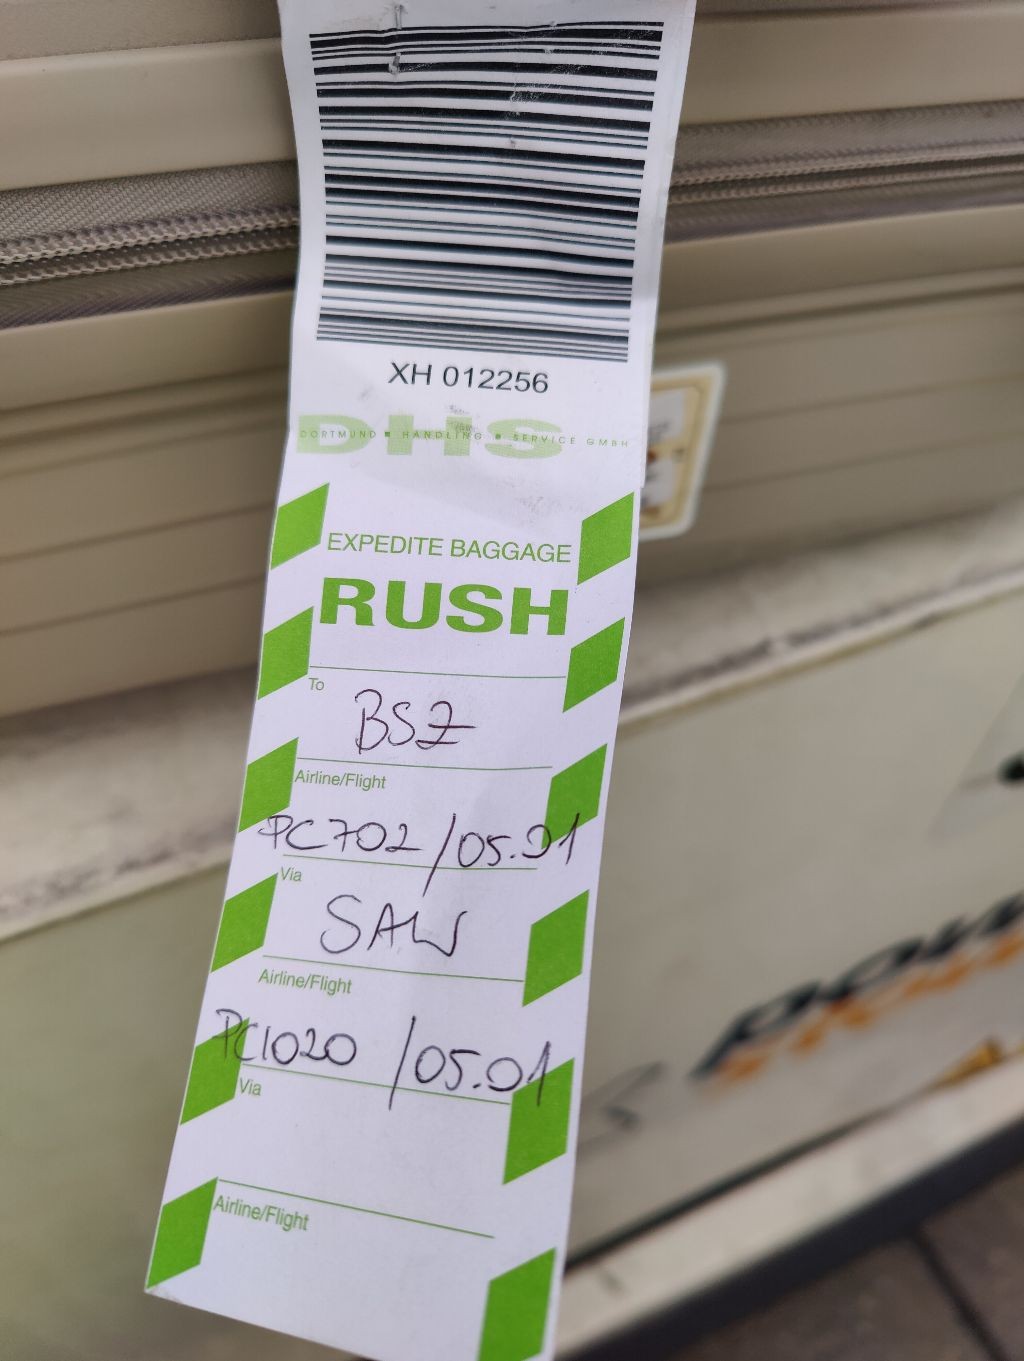 XH 012256
DHS
DORTMUND ■ HANDLING ■ SERVICE GMBH
EXPEDITE BAGGAGE
RUSH
To
BSZ
Airline/Flight
PC702 /05.01
Via
SAW
Airline/Flight
PC1020 /05.01
Via
Airline/Flight